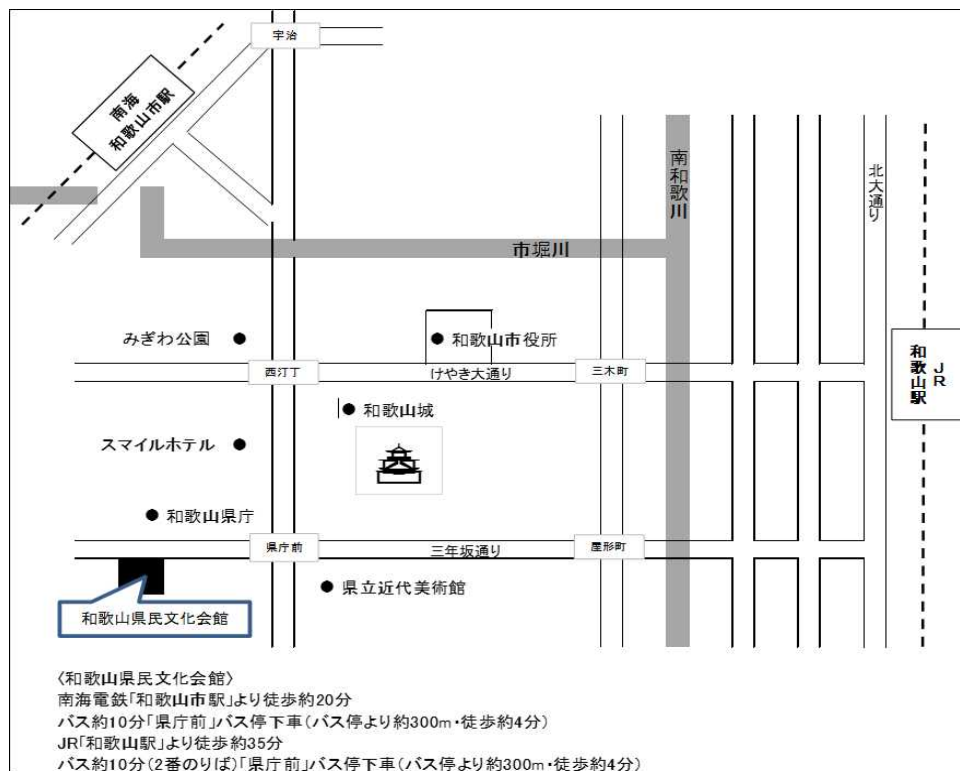 宇治
南海
和歌山市駅
南和歌川
北大通り
市堀川
みぎわ公園
和歌山市役所
西汀丁
けやき大通り
三木町
JR
和歌山駅
和歌山城
スマイルホテル
和歌山県庁
県庁前
三年坂通り
屋形町
県立近代美術館
和歌山県民文化会館
〈和歌山県民文化会館〉
南海電鉄「和歌山市駅」より徒歩約20分
バス約10分「県庁前」バス停下車(バス停より約300m・徒歩約4分)
JR「和歌山駅」より徒歩約35分
バス約10分(2番のりば)「県庁前」バス停下車(バス停より約300m・徒歩約4分)